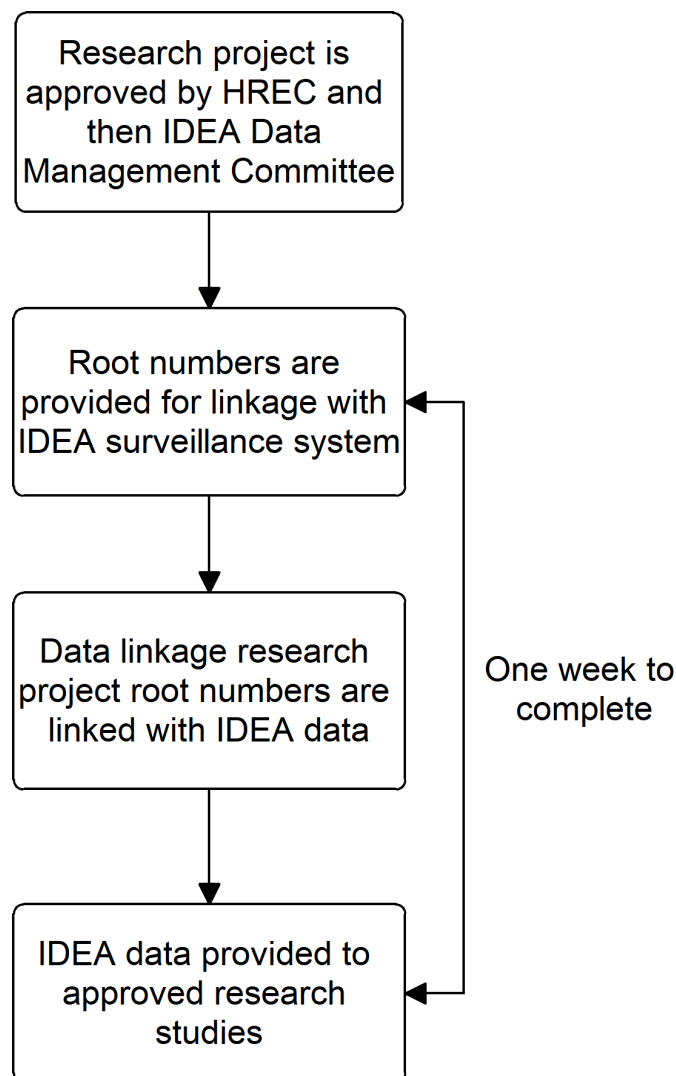 Research project is
approved by HREC and
then IDEA Data
Management Committee
Root numbers are
provided for linkage with
IDEA surveillance system
Data linkage research
project root numbers are
linked with IDEA data
One week to
complete
IDEA data provided to
approved research
studies